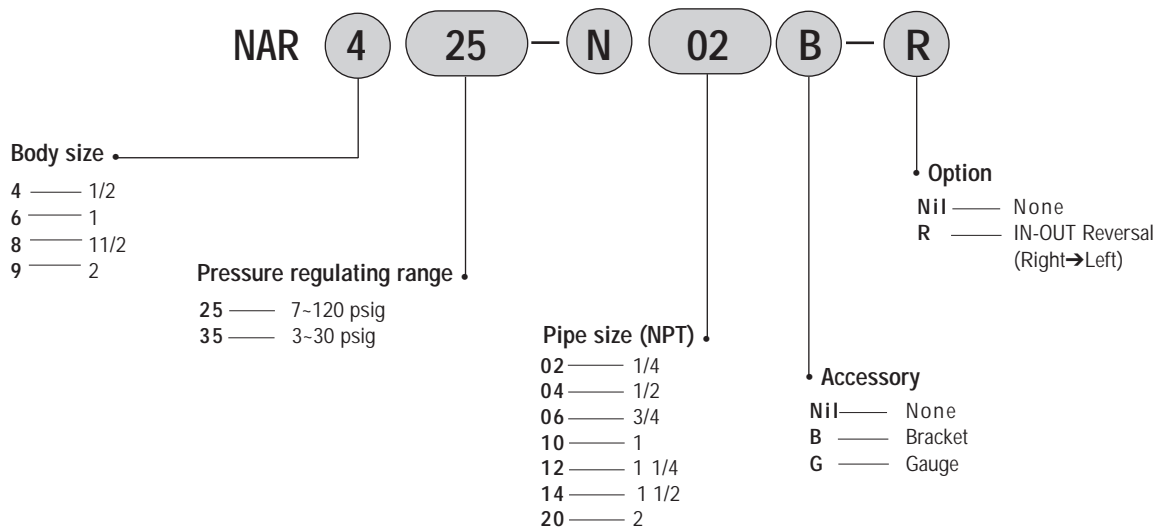 NAR 4 25 – N 02 B – R
Body size
4 —— 1/2
6 —— 1
8 —— 11/2
9 —— 2
Pressure regulating range
25 —— 7~120 psig
35 —— 3~30 psig
Pipe size (NPT)
02 —— 1/4
04 —— 1/2
06 —— 3/4
10 —— 1
12 —— 1 1/4
14 —— 1 1/2
20 —— 2
Accessory
Nil —— None
B —— Bracket
G —— Gauge
Option
Nil —— None
R —— IN-OUT Reversal
(Right➔Left)